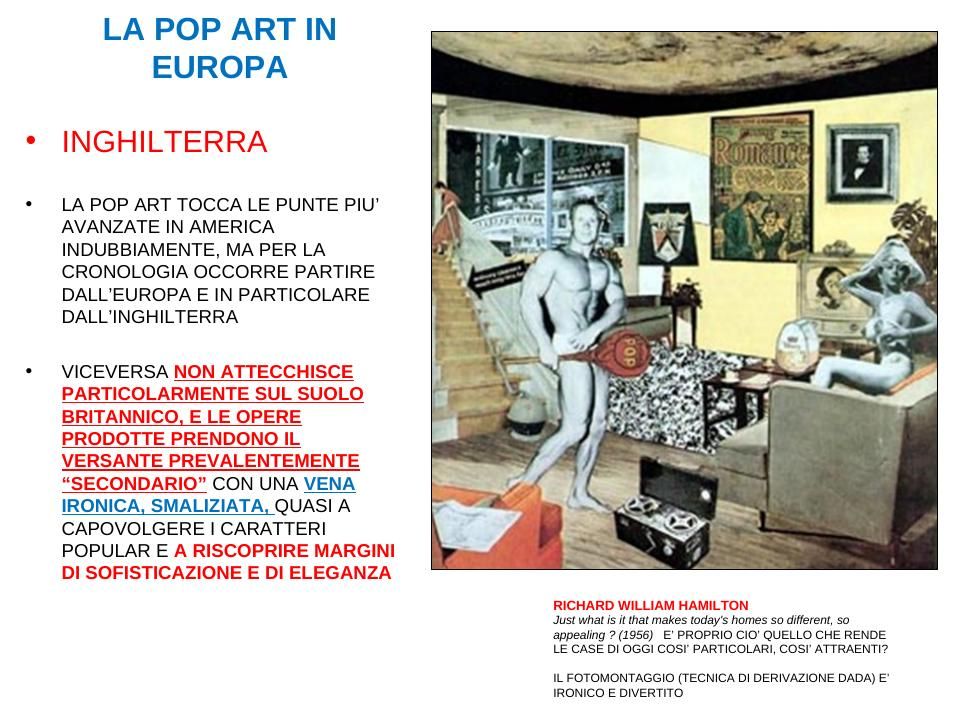 LA POP ART IN
EUROPA
• INGHILTERRA
• LA POP ART TOCCA LE PUNTE PIU’
AVANZATE IN AMERICA
INDUBBIAMENTE, MA PER LA
CRONOLOGIA OCCORRE PARTIRE
DALL’EUROPA E IN PARTICOLARE
DALL’INGHILTERRA
• VICEVERSA NON ATTECCHISCE
PARTICOLARMENTE SUL SUOLO
BRITANNICO, E LE OPERE
PRODOTTE PRENDONO IL
VERSANTE PREVALENTEMENTE
“SECONDARIO” CON UNA VENA
IRONICA, SMALIZIATA, QUASI A
CAPOVOLGERE I CARATTERI
POPULAR E A RISCOPRIRE MARGINI
DI SOFISTICAZIONE E DI ELEGANZA
Romance
POP
RICHARD WILLIAM HAMILTON
Just what is it that makes today's homes so different, so
appealing ? (1956) E’ PROPRIO CIO’ QUELLO CHE RENDE
LE CASE DI OGGI COSI’ PARTICOLARI, COSI’ ATTRAENTI?
IL FOTOMONTAGGIO (TECNICA DI DERIVAZIONE DADA) E’
IRONICO E DIVERTITO